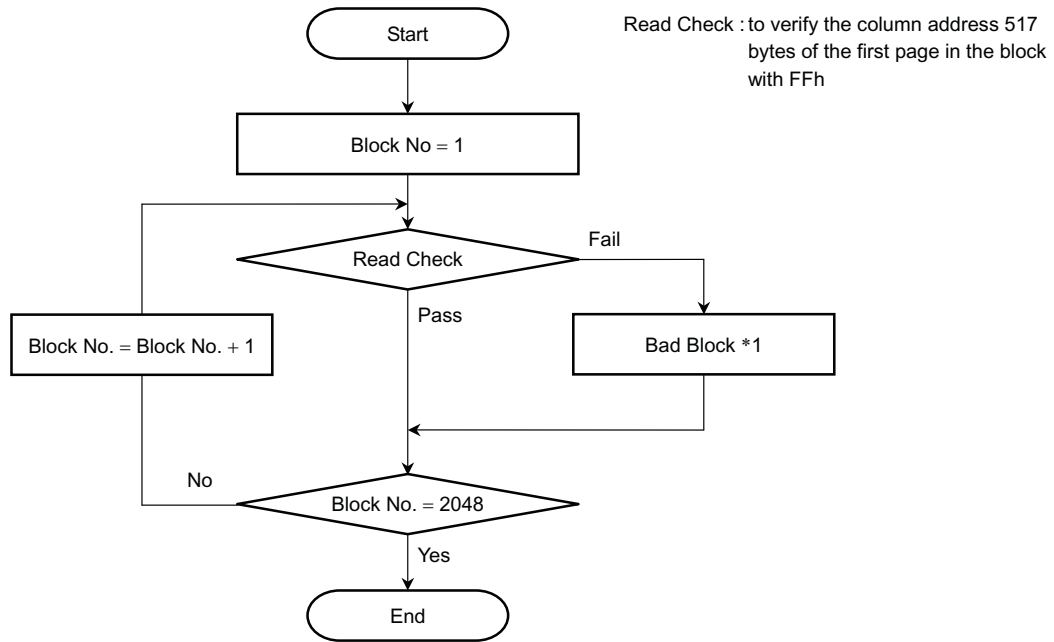 Start
Read Check : to verify the column address 517
bytes of the first page in the block
with FFh
Block No = 1
Fail
Read Check
Pass
Block No. = Block No. + 1
Bad Block *1
No
Block No. = 2048
Yes
End